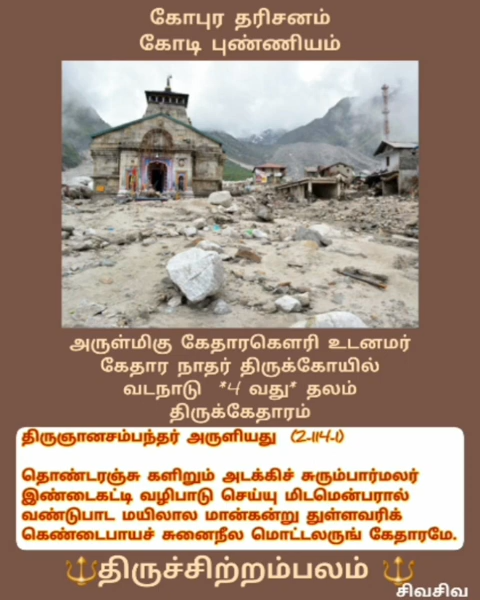 கோபுர தரிசனம்
கோடி புண்ணியம்
அருள்மிகு கேதாரகௌரி உடனமர்
கேதார நாதர் திருக்கோயில்
வடநாடு *4 வது* தலம்
திருக்கேதாரம்
திருஞானசம்பந்தர் அருளியது (2-114-1)
தொண்டரஞ்சு களிறும் அடக்கிச் சுரும்பார்மலர்
இண்டைகட்டி வழிபாடு செய்யு மிடமென்பரால்
வண்டுபாட மயிலால மான்கன்று துள்ளவரிக்
கெண்டைபாயச் சுனைநீல மொட்டலருங் கேதாரமே.
🔱திருச்சிற்றம்பலம் 🔱
சிவசிவ